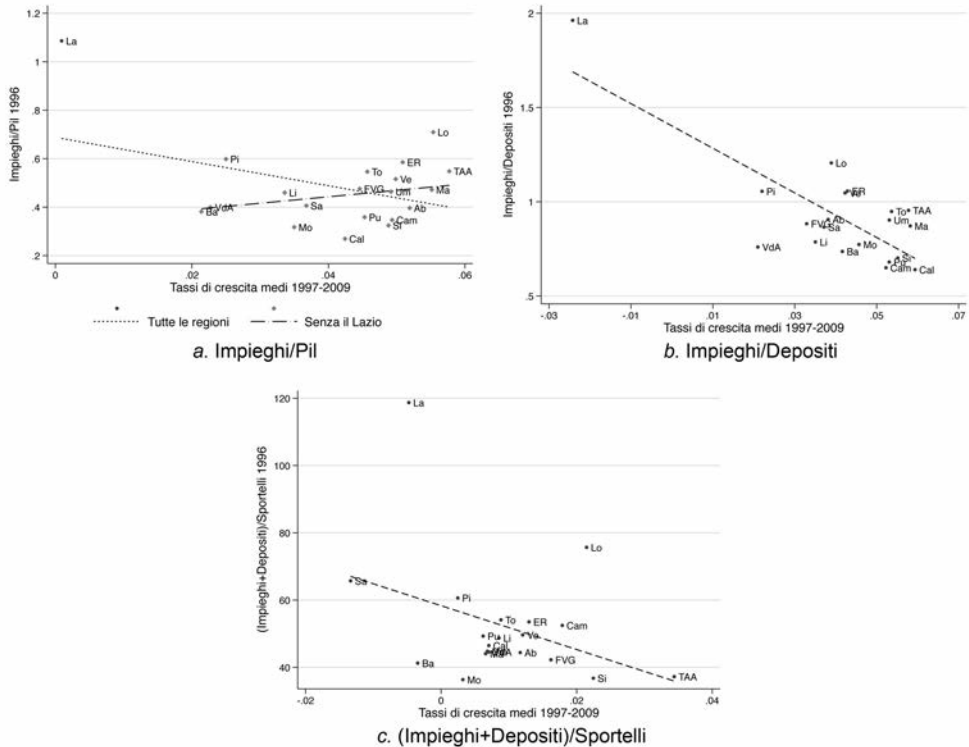 1.2
1
.8
.6
.4
.2
Impieghi/Pil 1996
La
Lo
Pi
ER
To
TAA
Ve
FVG
Um
Ma
Li
VdA
Ba
Sa
Ab
Pu
Cam
Mo
Si
Cal
0
.02
.04
.06
Tassi di crescita medi 1997-2009
Tutte le regioni
Senza il Lazio
a. Impieghi/Pil
2
1.5
1
.5
Impieghi/Depositi 1996
La
Lo
Pi
ER
Ve
To
TAA
Ab
Um
FVG
Sa
Ma
Li
VdA
Mo
Ba
Si
Pu
Cam
Cal
-.03
-.01
.01
.03
.05
.07
Tassi di crescita medi 1997-2009
b. Impieghi/Depositi
120
100
80
60
40
(Impieghi+Depositi)/Sportelli 1996
La
Lo
Sa
Pi
To
ER
Cam
Pu
Li
Ve
Cal
VdA
Ma
Ab
Ba
FVG
Mo
Si
TAA
-.02
0
.02
.04
Tassi di crescita medi 1997-2009
c. (Impieghi+Depositi)/Sportelli